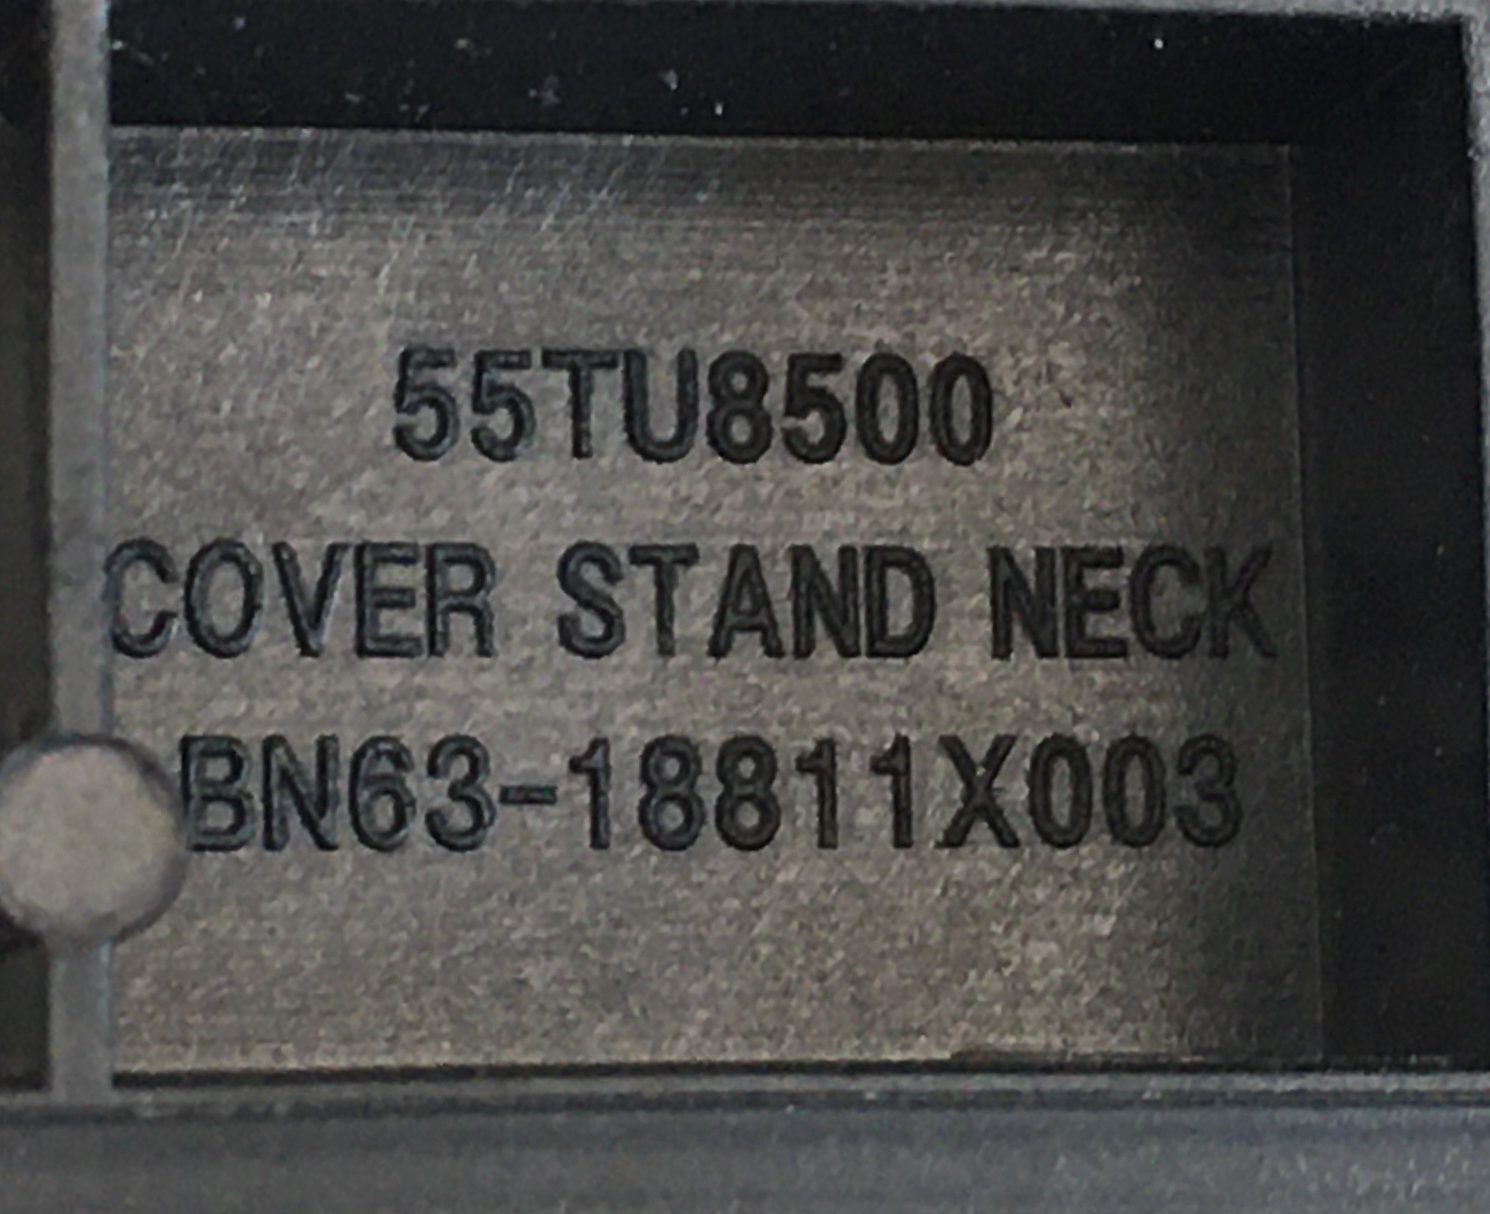 55TU8500
COVER STAND NECK
BN63-18811X003